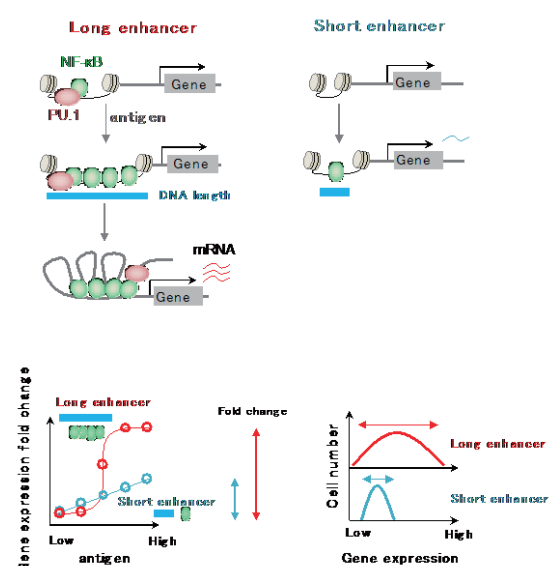 Long enhancer
Short enhancer
NF-κB
Gene
Gene
PU.1
antigen
Gene
Gene
DNA length
mRNA
Gene
Gene expression fold change
Long enhancer
Short enhancer
Low
High
antigen
Fold change
Cell number
Long enhancer
Short enhancer
Low
High
Gene expression